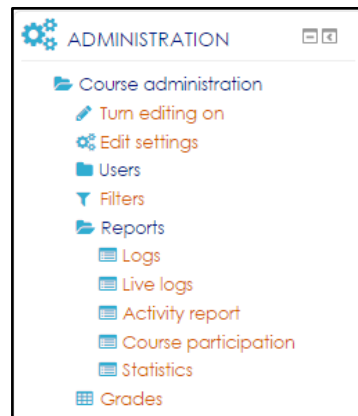 ADMINISTRATION
Course administration
Turn editing on
Edit settings
Users
Filters
Reports
Logs
Live logs
Activity report
Course participation
Statistics
Grades